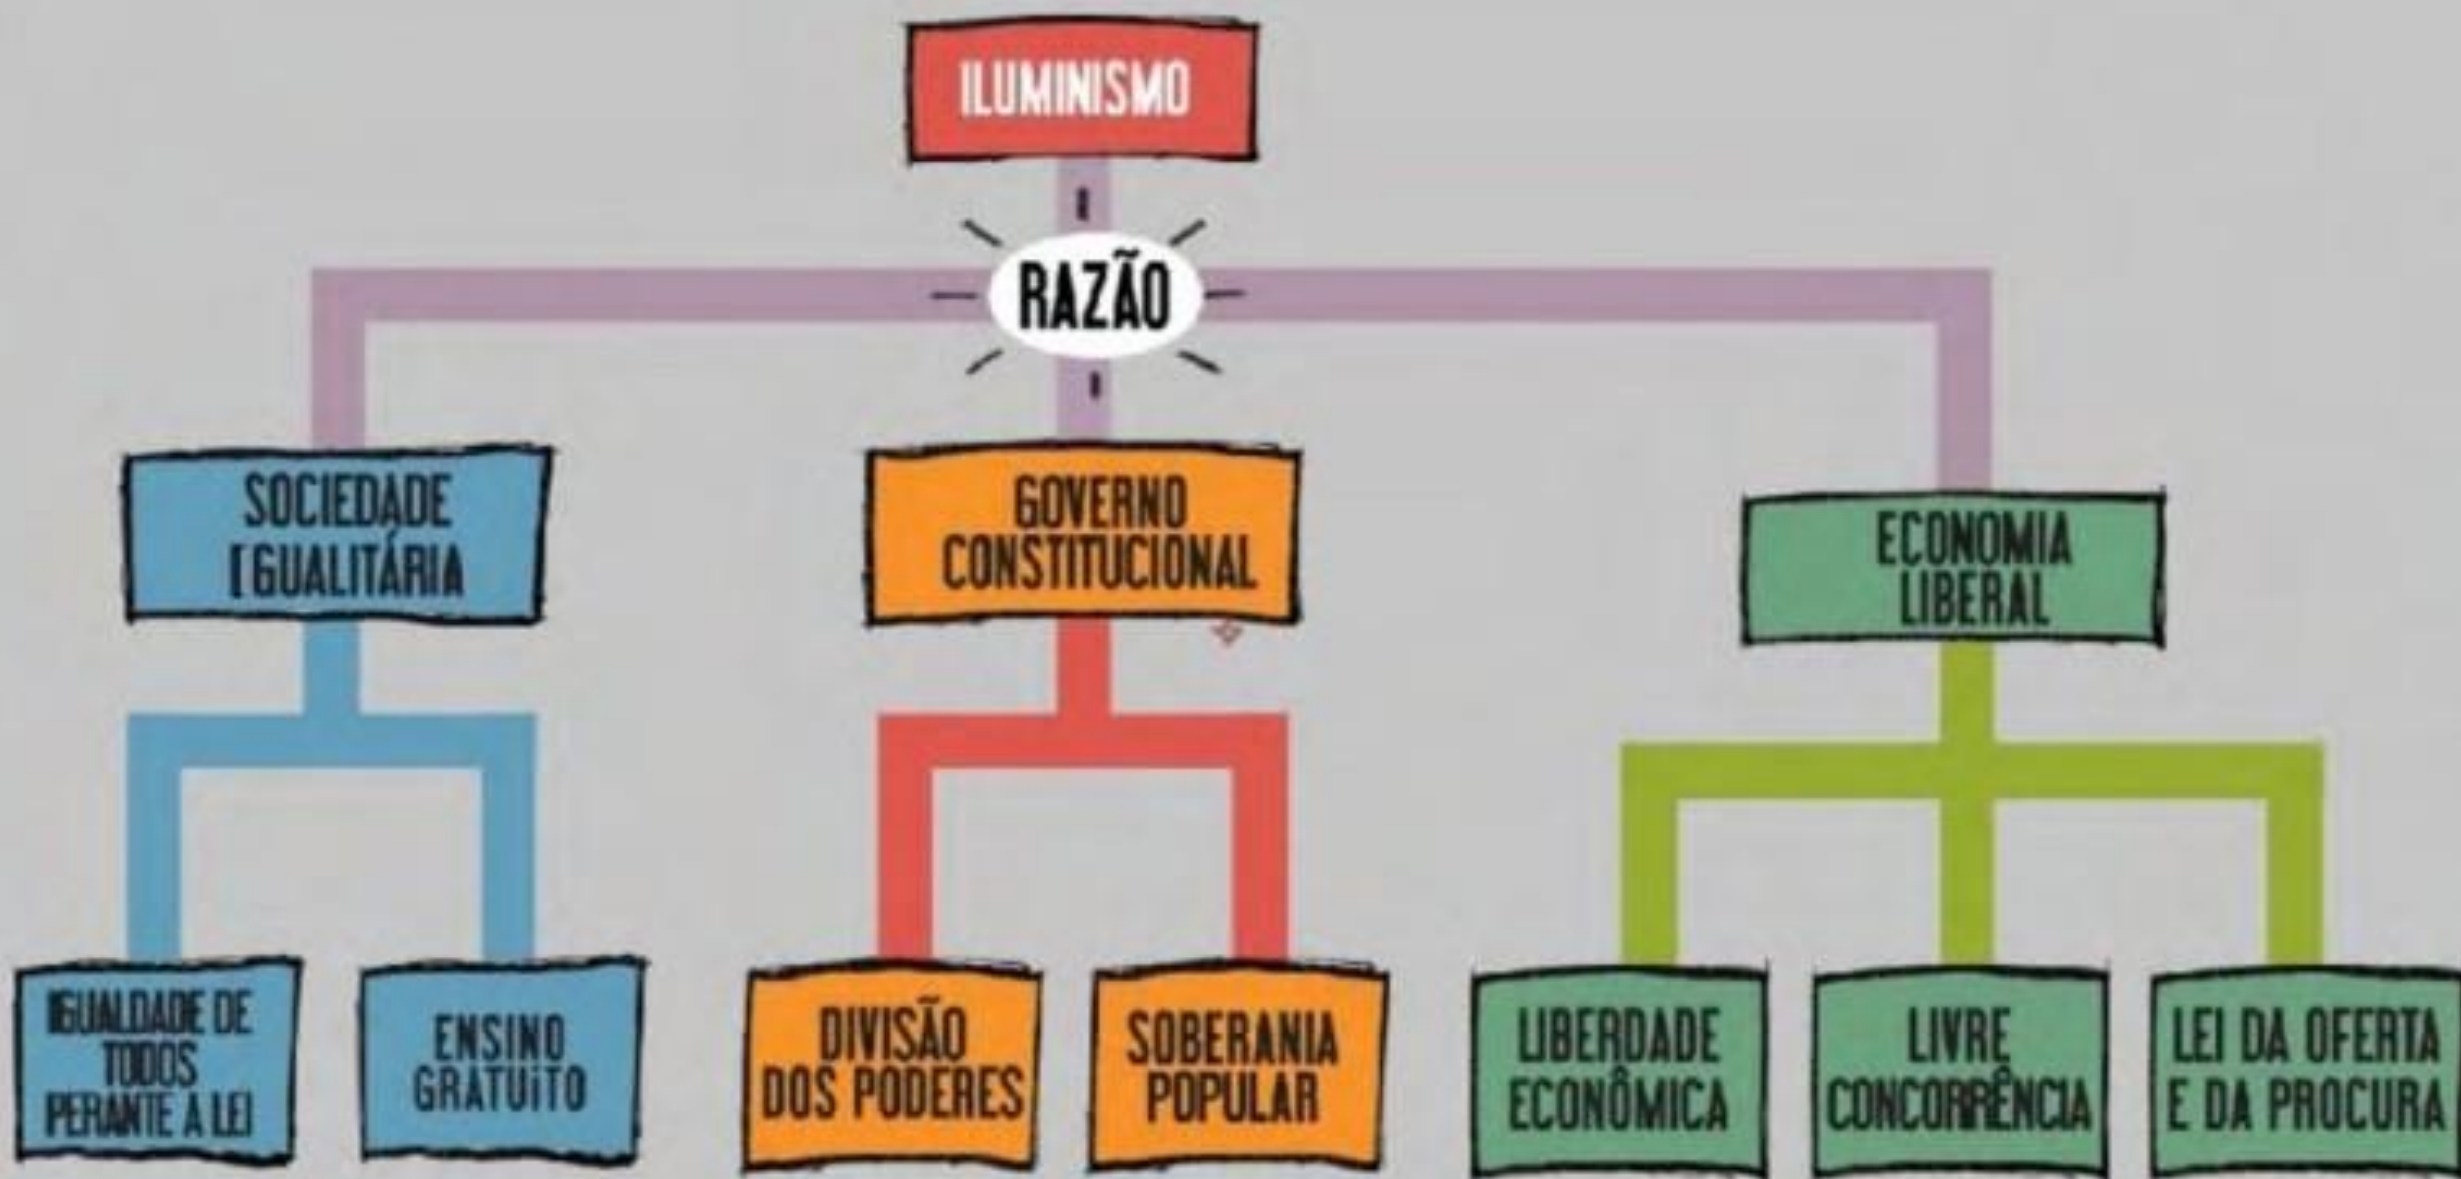 ILUMINISMO
RAZÃO
SOCIEDADE
IGUALITÁRIA
GOVERNO
CONSTITUCIONAL
ECONOMIA
LIBERAL
IGUALDADE DE
TODOS
PERANTE A LEI
ENSINO
GRATUiTO
DIVISÃO
DOS PODERES
SOBERANIA
POPULAR
LIBERDADE
ECONÔMICA
LIVRE
CONCORRÊNCIA
LEI DA OFERTA
E DA PROCURA